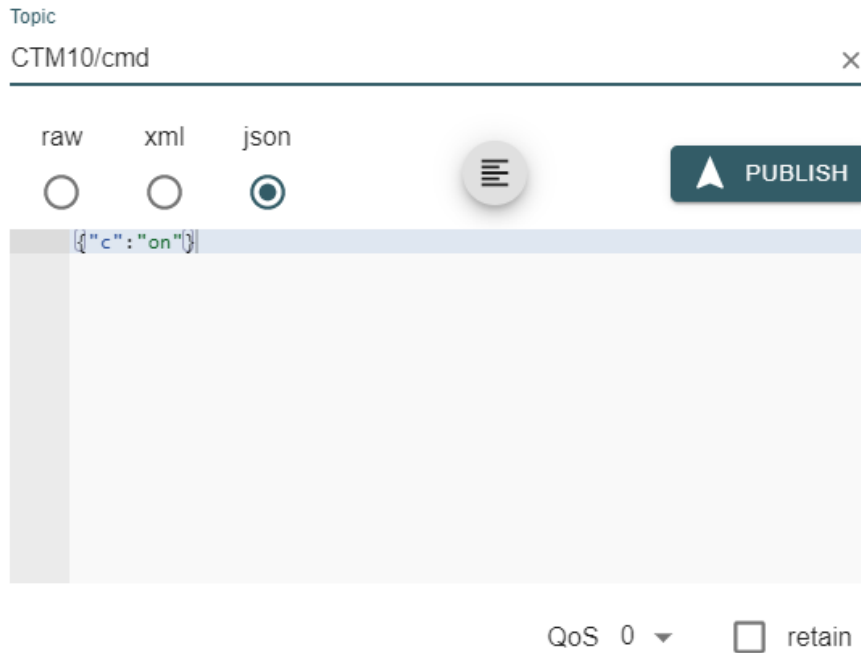 Topic
CTM10/cmd
raw xml json
PUBLISH
{"c":"on"}
QoS 0 retain